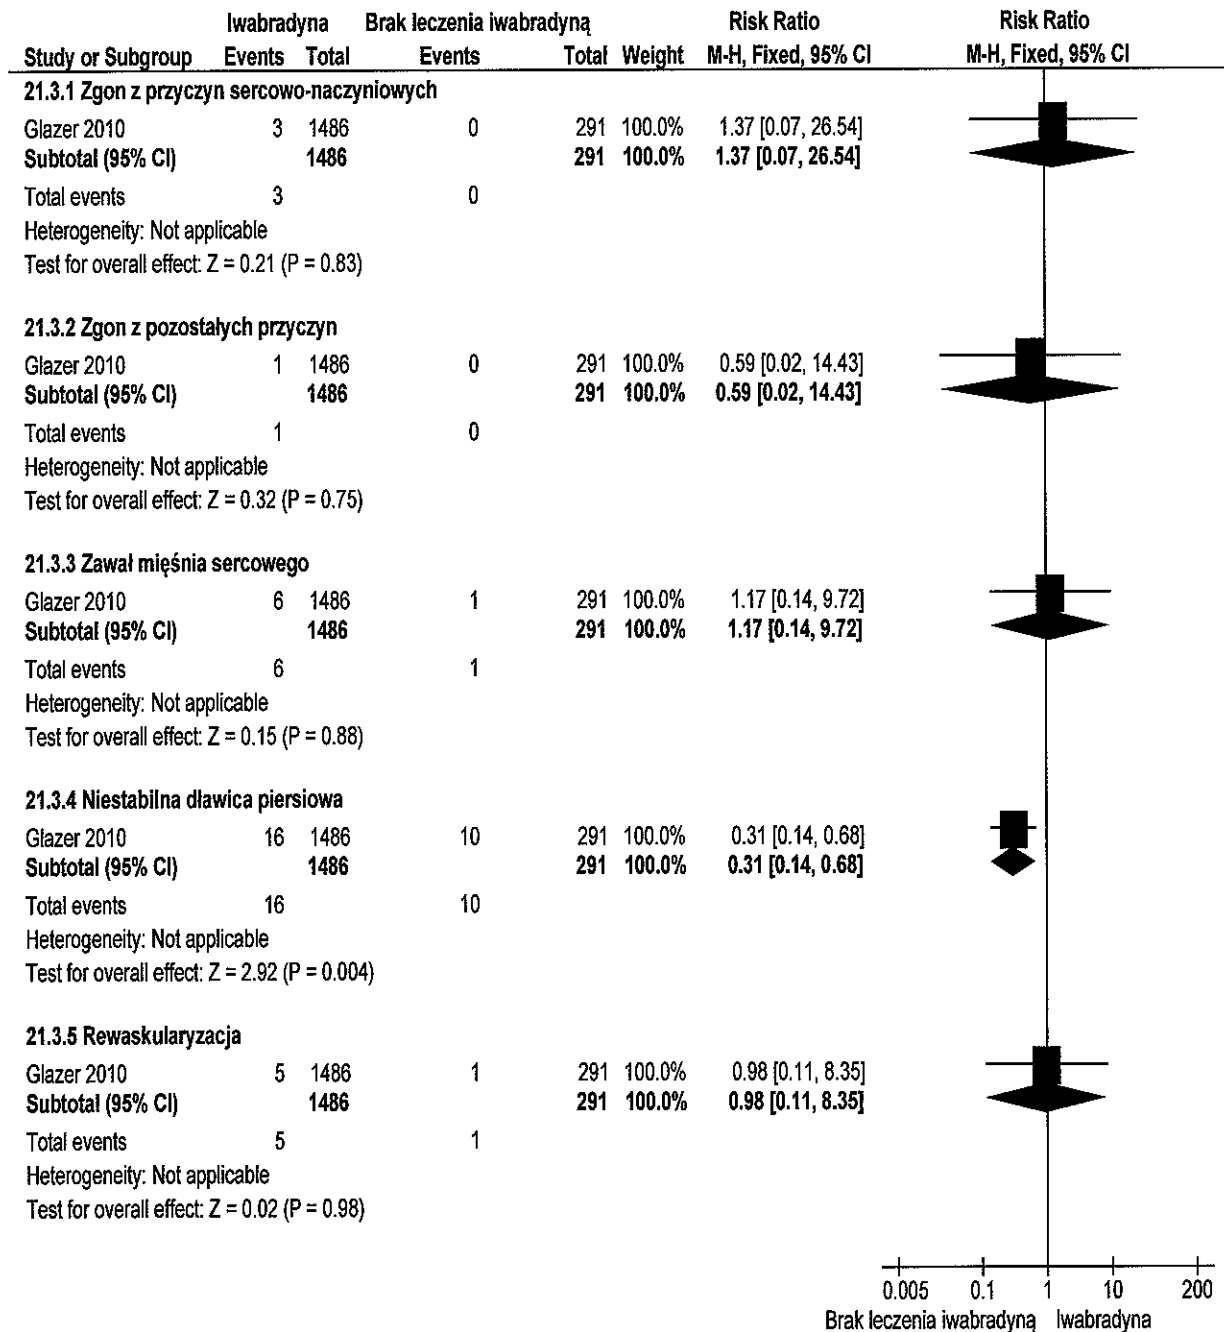 Iwabradyna Brak leczenia iwabradyną Risk Ratio Risk Ratio
Study or Subgroup Events Total Events Total Weight M-H, Fixed, 95% CI M-H, Fixed, 95% CI
21.3.1 Zgon z przyczyn sercowo-naczyniowych
Glazer 2010 3 1486 0 291 100.0% 1.37 [0.07, 26.54]
Subtotal (95% CI) 1486 291 100.0% 1.37 [0.07, 26.54]
Total events 3 0
Heterogeneity: Not applicable
Test for overall effect: Z = 0.21 (P = 0.83)
21.3.2 Zgon z pozostałych przyczyn
Glazer 2010 1 1486 0 291 100.0% 0.59 [0.02, 14.43]
Subtotal (95% CI) 1486 291 100.0% 0.59 [0.02, 14.43]
Total events 1 0
Heterogeneity: Not applicable
Test for overall effect: Z = 0.32 (P = 0.75)
21.3.3 Zawał mięśnia sercowego
Glazer 2010 6 1486 1 291 100.0% 1.17 [0.14, 9.72]
Subtotal (95% CI) 1486 291 100.0% 1.17 [0.14, 9.72]
Total events 6 1
Heterogeneity: Not applicable
Test for overall effect: Z = 0.15 (P = 0.88)
21.3.4 Niestabilna dławica piersiowa
Glazer 2010 16 1486 10 291 100.0% 0.31 [0.14, 0.68]
Subtotal (95% CI) 1486 291 100.0% 0.31 [0.14, 0.68]
Total events 16 10
Heterogeneity: Not applicable
Test for overall effect: Z = 2.92 (P = 0.004)
21.3.5 Rewaskularyzacja
Glazer 2010 5 1486 1 291 100.0% 0.98 [0.11, 8.35]
Subtotal (95% CI) 1486 291 100.0% 0.98 [0.11, 8.35]
Total events 5 1
Heterogeneity: Not applicable
Test for overall effect: Z = 0.02 (P = 0.98)
0.005 0.1 1 10 200
Brak leczenia iwabradyną Iwabradyna